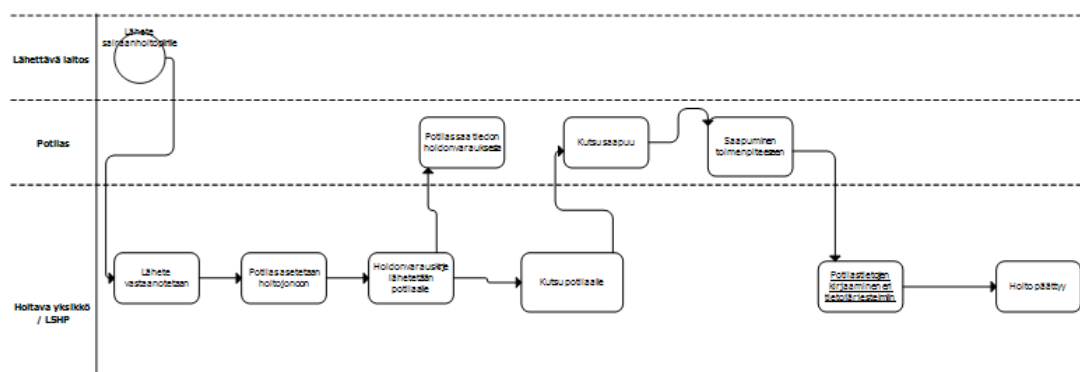 Lähete
sairaanhoitopiirille
Lähettävä laitos
Potilas
Potilas saa tiedon
hoidonvarauksesta
Kutsu saapuu
Saapuminen
toimenpiteeseen
Hoitava yksikkö
/ LSHP
Lähete
vastaanotetaan
Potilas asetetaan
hoitojonoon
Hoidonvarauskirje
lähetetään
potilaalle
Kutsu potilaalle
Potilastietojen
kirjaaminen eri
tietojärjestelmiin
Hoito päättyy